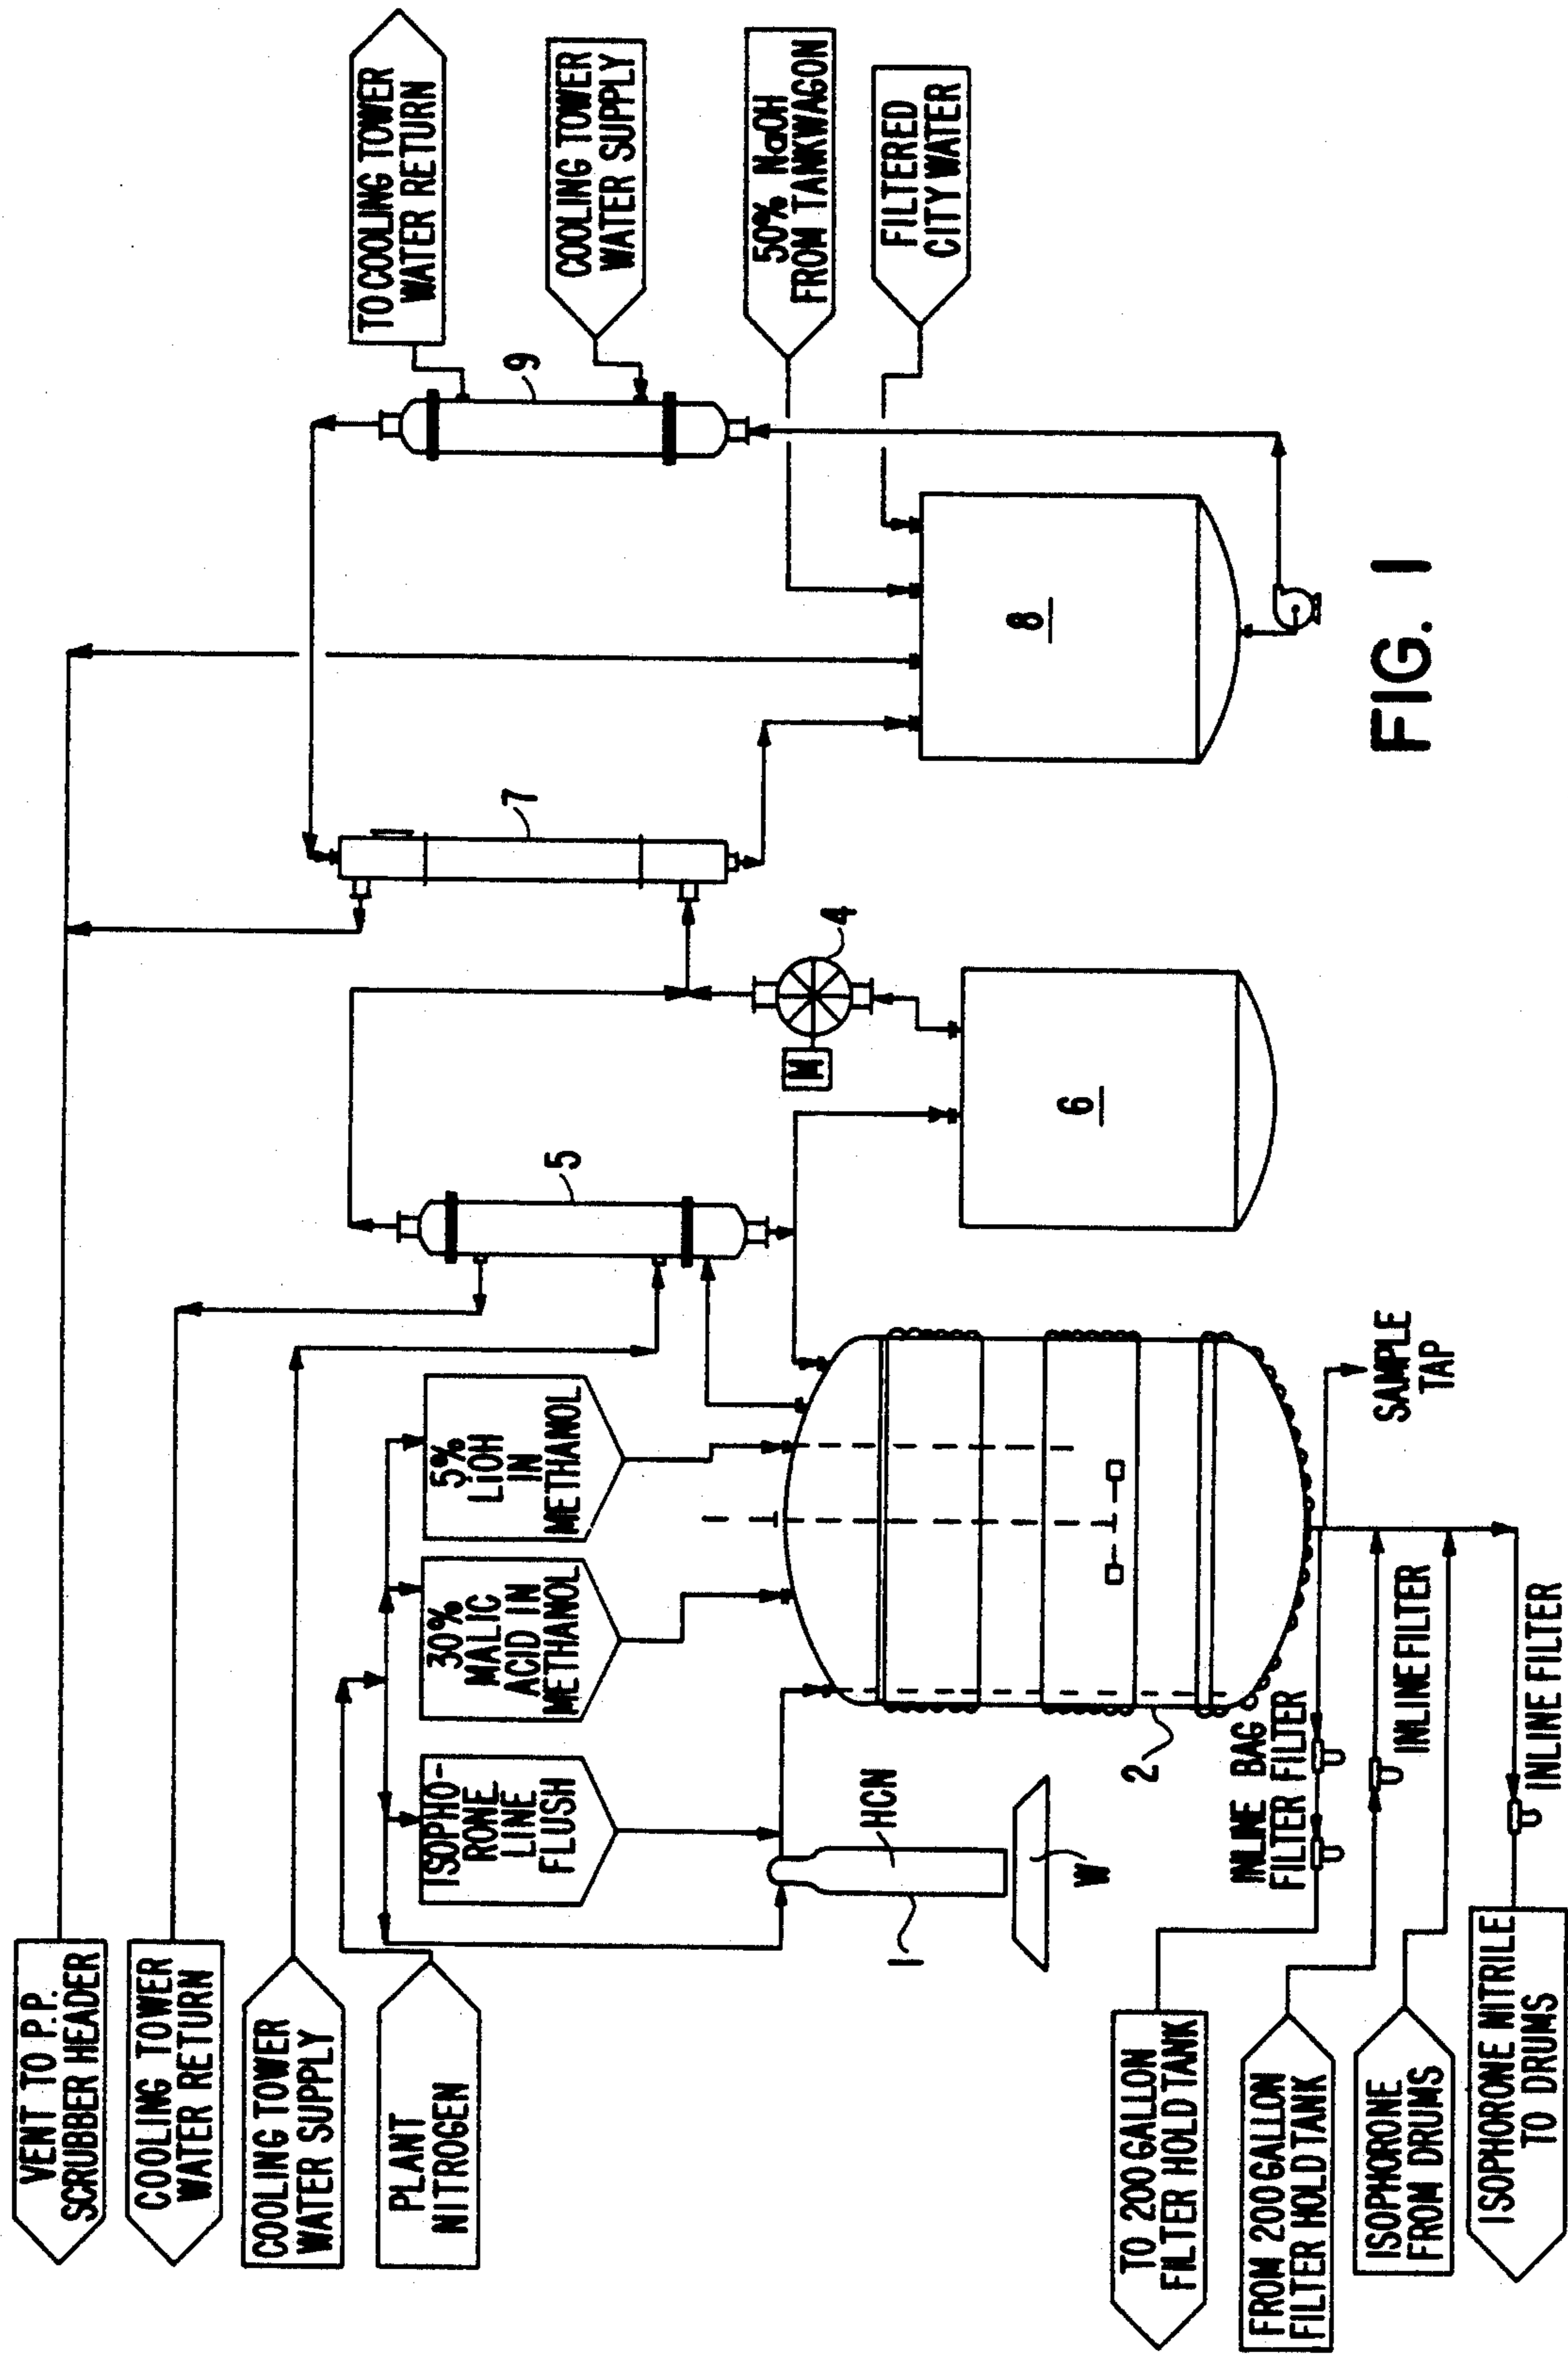 VENT TO P.P.
SCRUBBER HEADER
COOLING TOWER
WATER RETURN
COOLING TOWER
WATER SUPPLY
PLANT
NITROGEN
ISOPHO-
RONE
LINE
FLUSH
30%
MALIC
ACID IN
METHANOL
5%
LiOH
IN
METHANOL
5
7
9
TO COOLING TOWER
WATER RETURN
COOLING TOWER
WATER SUPPLY
50% NaOH
FROM TANKWAGON
FILTERED
CITY WATER
M
4
HCN
1
W
2
6
8
INLINE BAG
FILTER FILTER
INLINE FILTER
INLINE FILTER
SAMPLE
TAP
TO 200 GALLON
FILTER HOLD TANK
FROM 200 GALLON
FILTER HOLD TANK
ISOPHORONE
FROM DRUMS
ISOPHORONE NITRILE
TO DRUMS
FIG. 1